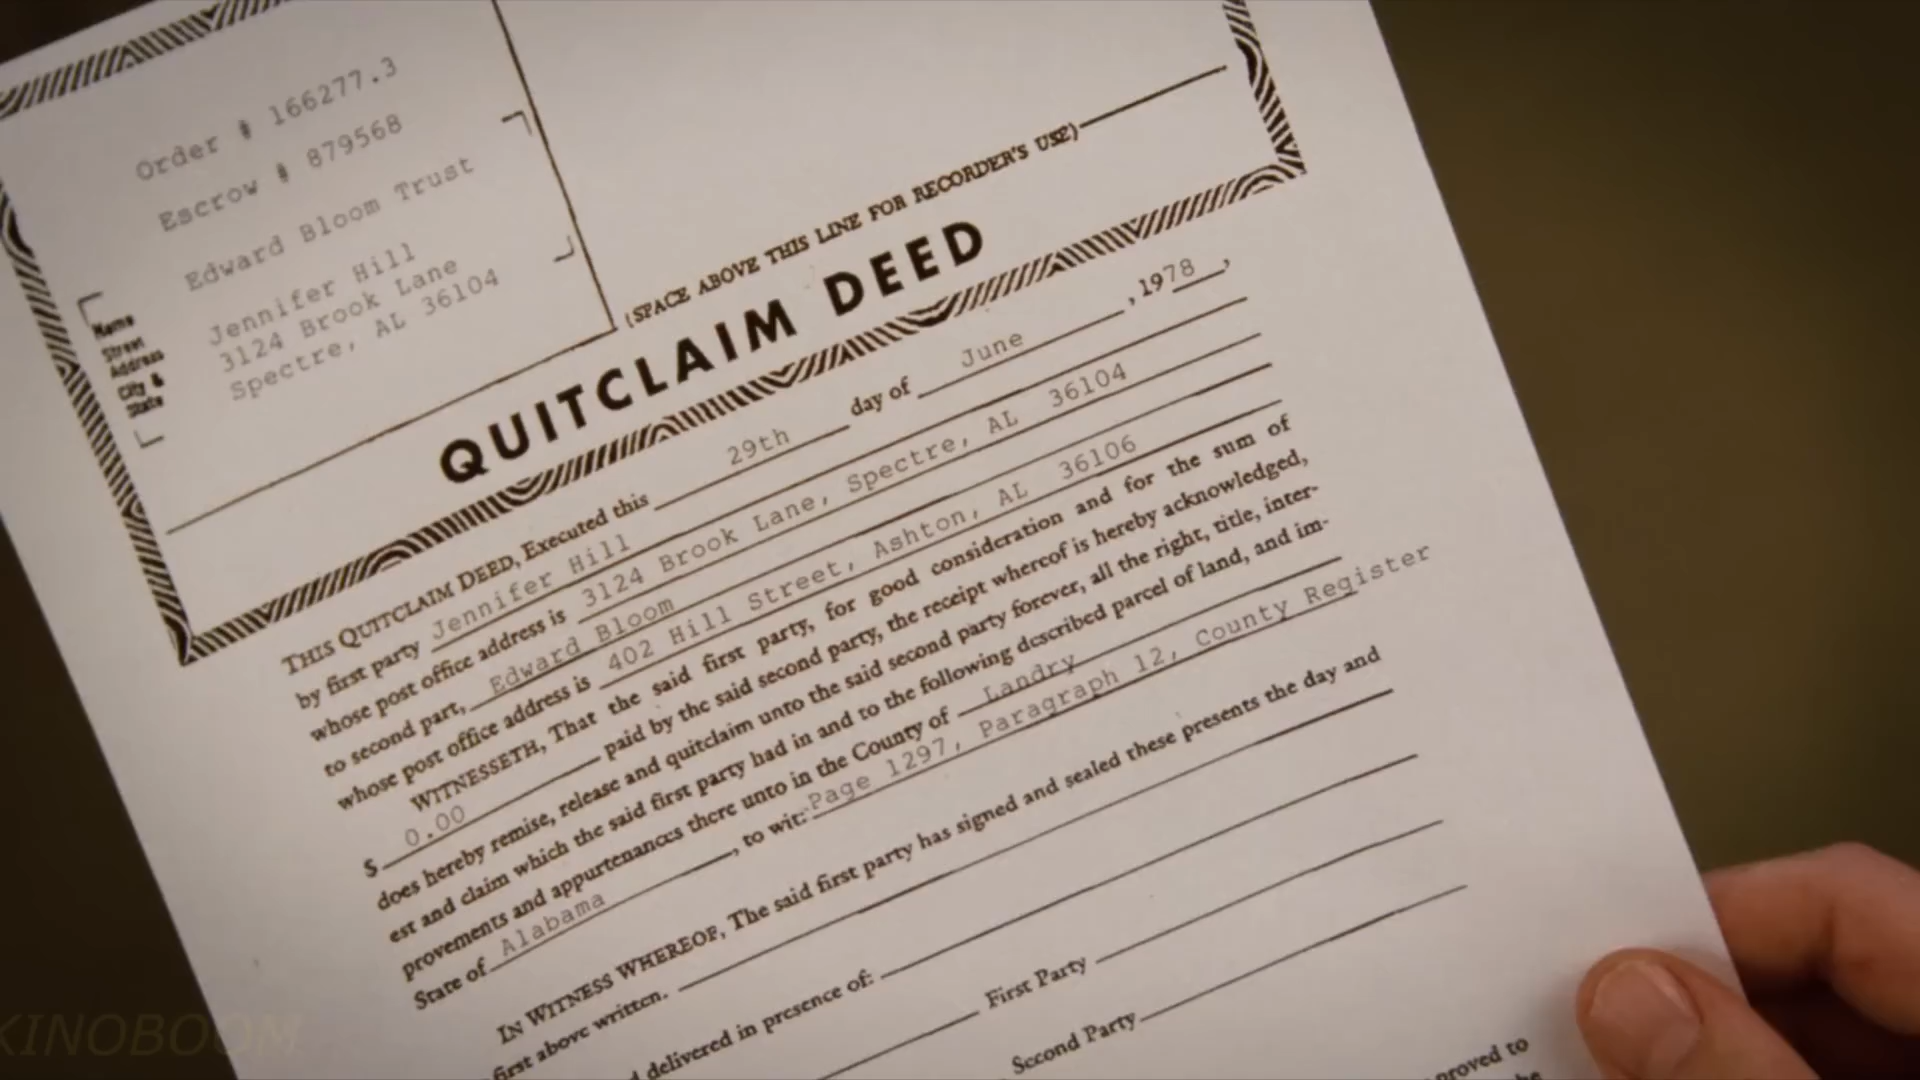 Order # 166277.3
Escrow # 879568
Edward Bloom Trust
Name
Street
Address
City &
State
Jennifer Hill
3124 Brook Lane
Spectre, AL 36104
(SPACE ABOVE THIS LINE FOR RECORDER'S USE)
QUITCLAIM DEED
THIS QUITCLAIM DEED, Executed this 29th day of June , 1978 ,
by first party Jennifer Hill
whose post office address is 3124 Brook Lane, Spectre, AL 36104
to second part, Edward Bloom
whose post office address is 402 Hill Street, Ashton, AL 36106
WITNESSETH, That the said first party, for good consideration and for the sum of
$ 0.00 paid by the said second party, the receipt whereof is hereby acknowledged,
does hereby remise, release and quitclaim unto the said second party forever, all the right, title, inter-
est and claim which the said first party had in and to the following described parcel of land, and im-
provements and appurtenances there unto in the County of Landry
State of Alabama , to wit: Page 1297, Paragraph 12, County Register
IN WITNESS WHEREOF, The said first party has signed and sealed these presents the day and
first above written.
delivered in presence of:
First Party
Second Party
proved to
KINOBOOM